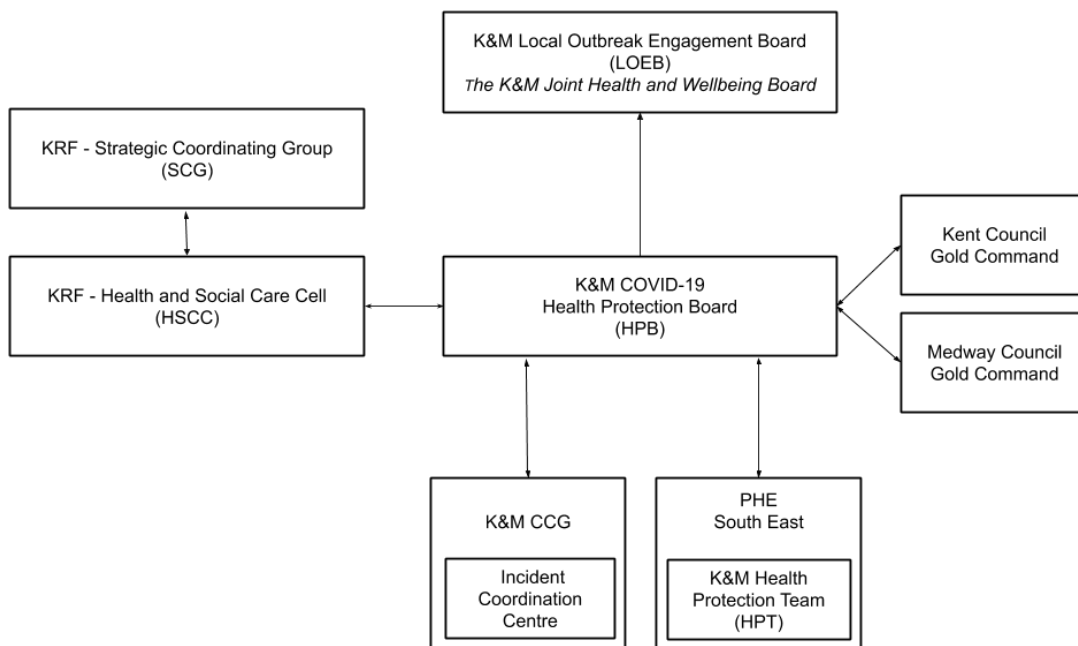 K&M Local Outbreak Engagement Board
(LOEB)
The K&M Joint Health and Wellbeing Board
KRF - Strategic Coordinating Group
(SCG)
Kent Council
Gold Command
KRF - Health and Social Care Cell
(HSCC)
K&M COVID-19
Health Protection Board
(HPB)
Medway Council
Gold Command
K&M CCG
Incident
Coordination
Centre
PHE
South East
K&M Health
Protection Team
(HPT)